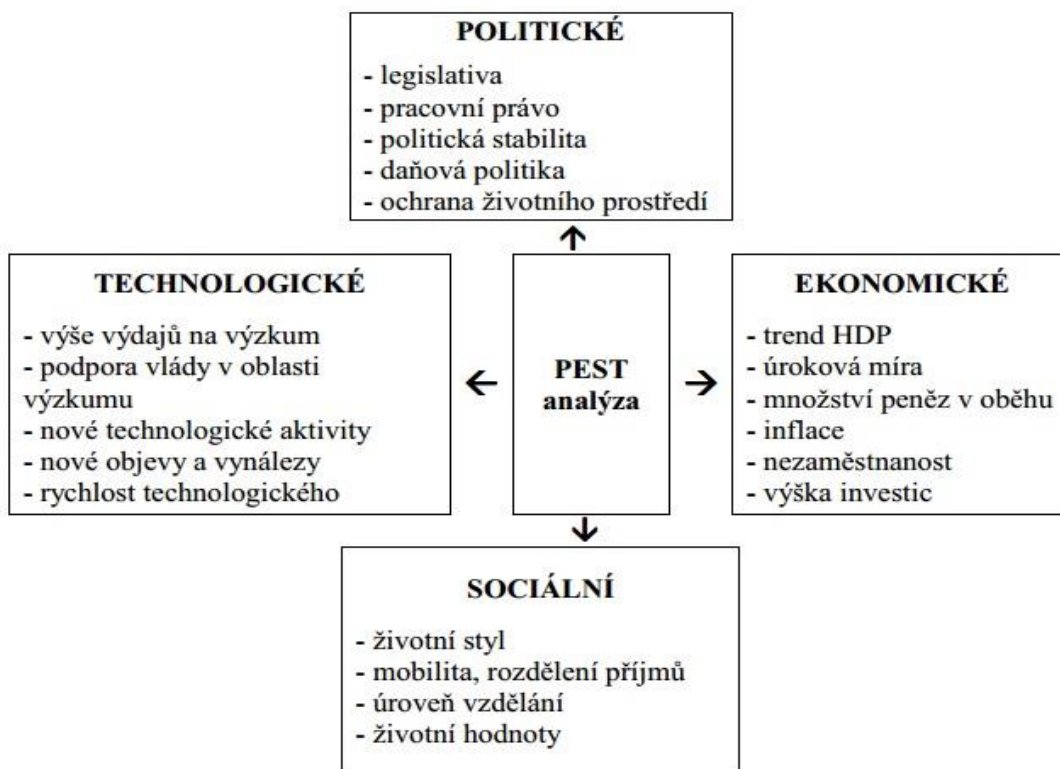 POLITICKÉ
- legislativa
- pracovní právo
- politická stabilita
- daňová politika
- ochrana životního prostředí
TECHNOLOGICKÉ
- výše výdajů na výzkum
- podpora vlády v oblasti
výzkumu
- nové technologické aktivity
- nové objevy a vynálezy
- rychlost technologického
PEST
analýza
EKONOMICKÉ
- trend HDP
- úroková míra
- množství peněz v oběhu
- inflace
- nezaměstnanost
- výška investic
SOCIÁLNÍ
- životní styl
- mobilita, rozdělení příjmů
- úroveň vzdělání
- životní hodnoty